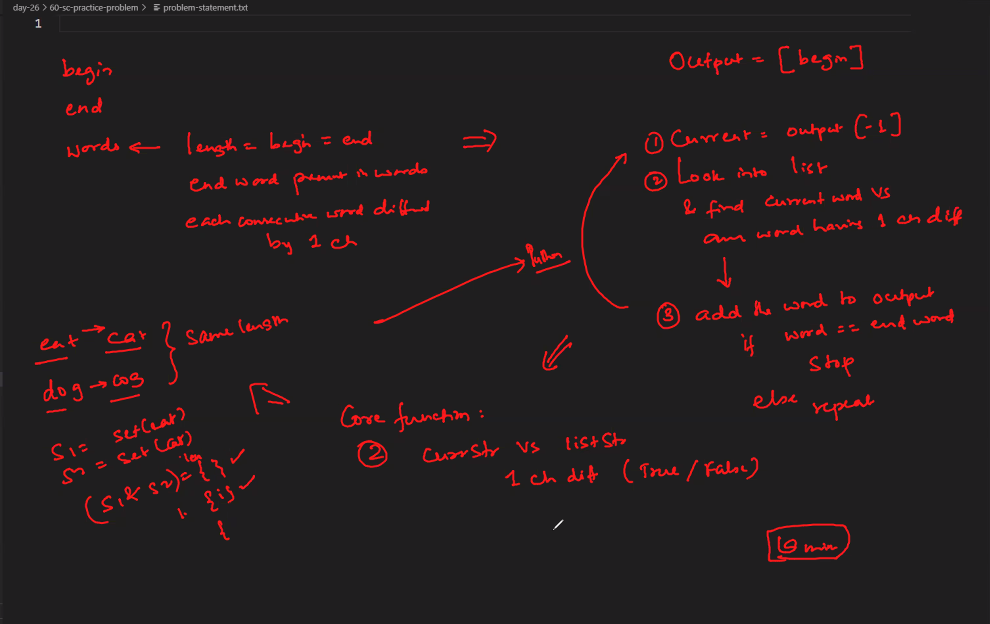 day-26 > 60-sc-practice-problem > problem-statement.txt
1
begin
end
words ← length = begin = end
end word present in words
each consecutive word differed
by 1 ch
Output = [begin]
① Current = output [-1]
② Look into list
& find current word vs
word having 1 ch diff
③ add the word to output
if word == end word
stop
else repeat
Python
eat → cat } same length
dog → cog
S1 = set(eat)
= set(cat)
(S1 & S2) =
Core function:
② currStr vs listStr
1 ch diff (True / False)
min